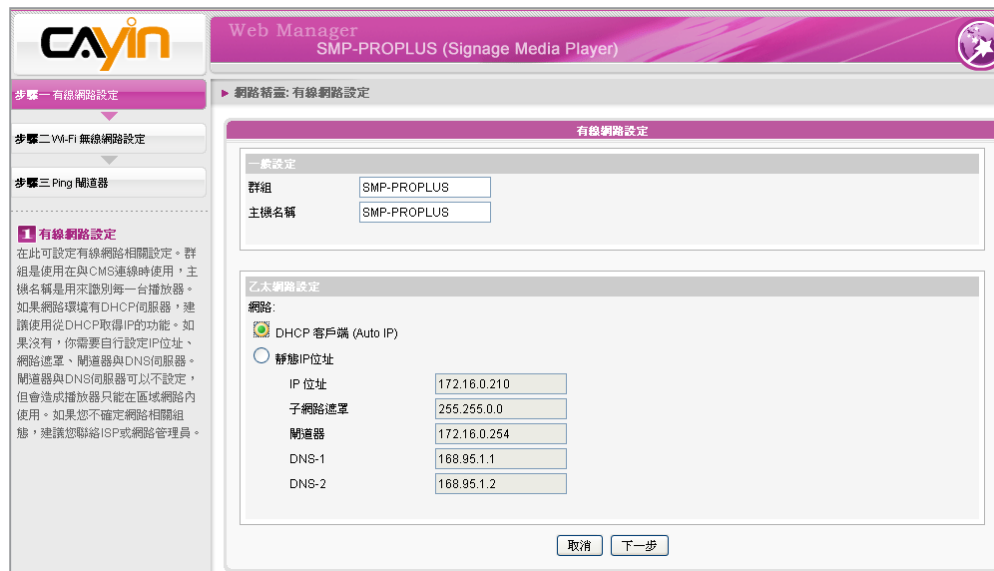 CAYIN
Web Manager
SMP-PROPLUS (Signage Media Player)
步驟一 有線網路設定
步驟二 Wi-Fi 無線網路設定
步驟三 Ping 閘道器
1 有線網路設定
在此可設定有線網路相關設定。群
組是使用在與CMS連線時使用，主
機名稱是用來識別每一台播放器。
如果網路環境有DHCP伺服器，建
議使用從DHCP取得IP的功能。如
果沒有，你需要自行設定IP位址、
網路遮罩、閘道器與DNS伺服器。
閘道器與DNS伺服器可以不設定，
但會造成播放器只能在區域網路內
使用。如果您不確定網路相關組
態，建議您聯絡ISP或網路管理員。
網路精靈: 有線網路設定
有線網路設定
一般設定
群組 SMP-PROPLUS
主機名稱 SMP-PROPLUS
乙太網路設定
網路:
DHCP 客戶端 (Auto IP)
靜態IP位址
IP 位址 172.16.0.210
子網路遮罩 255.255.0.0
閘道器 172.16.0.254
DNS-1 168.95.1.1
DNS-2 168.95.1.2
取消 下一步